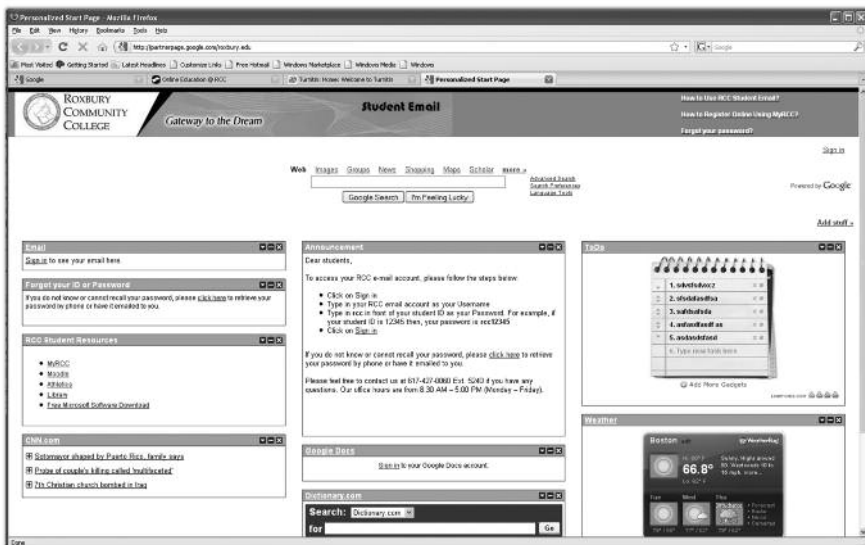 Personalized Start Page - Mozilla Firefox
File Edit View History Bookmarks Tools Help
http://partnerpage.google.com/roxbury.edu
Google
Most Visited Getting Started Latest Headlines Customize Links Free Hotmail Windows Marketplace Windows Media Windows
Google
Online Education @ RCC
Turnitin: Home: Welcome to Turnitin
Personalized Start Page
ROXBURY
COMMUNITY
COLLEGE
Gateway to the Dream
Student Email
How to Use RCC Student Email?
How to Register Online Using MyRCC?
Forgot your password?
Sign in
Web Images Groups News Shopping Maps Scholar more »
Advanced Search
Search Preferences
Language Tools
Google Search I'm Feeling Lucky
Powered by Google
Add stuff »
Email
Sign in to see your email here.
Forgot your ID or Password
If you do not know or cannot recall your password, please click here to retrieve your
password by phone or have it emailed to you.
RCC Student Resources
MyRCC
Moodle
Athletics
Library
Free Microsoft Software Download
CNN.com
Sotomayor shaped by Puerto Rico, family says
Probe of couple's killing called 'multifaceted'
7th Christian church bombed in Iraq
Announcement
Dear students,
To access your RCC e-mail account, please follow the steps below
Click on Sign in
Type in your RCC email account as your Username
Type in rcc in front of your student ID as your Password. For example, if
your student ID is 12345 then, your password is rcc12345
Click on Sign in
If you do not know or cannot recall your password, please click here to retrieve
your password by phone or have it emailed to you.
Please feel free to contact us at 617-427-0060 Ext. 5240 if you have any
questions. Our office hours are from 8:30 AM – 5:00 PM (Monday – Friday).
Google Docs
Sign in to your Google Docs account.
Dictionary.com
Search: Dictionary.com
for
Go
ToDo
5. asdasdsfasd
6. Type new task here
Add More Gadgets
Weather
Boston edit
WeatherBug
66.8°
Sunny. Highs around
Tue Wed Thu
Done